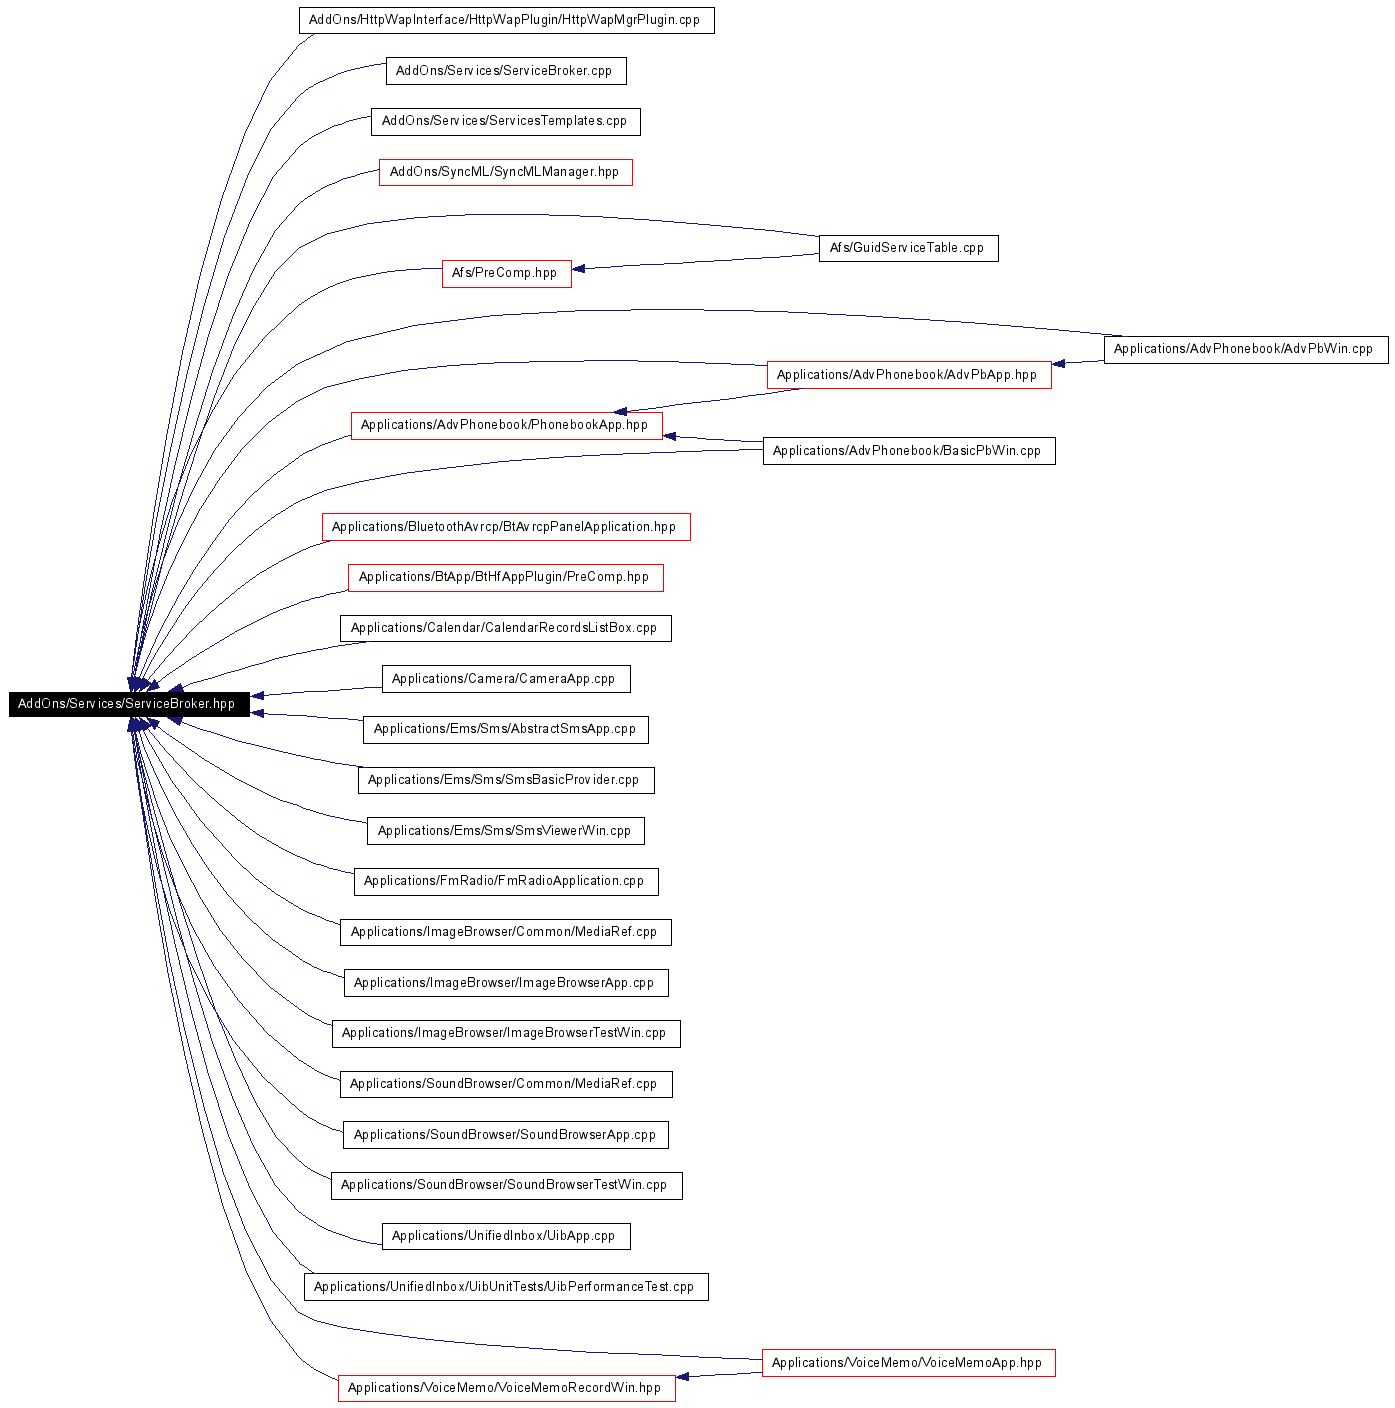 AddOns/HttpWapInterface/HttpWapPlugin/HttpWapMgrPlugin.cpp
AddOns/Services/ServiceBroker.cpp
AddOns/Services/ServicesTemplates.cpp
AddOns/SyncML/SyncMLManager.hpp
Afs/GuidServiceTable.cpp
Afs/PreComp.hpp
Applications/AdvPhonebook/AdvPbWin.cpp
Applications/AdvPhonebook/AdvPbApp.hpp
Applications/AdvPhonebook/PhonebookApp.hpp
Applications/AdvPhonebook/BasicPbWin.cpp
Applications/BluetoothAvrcp/BtAvrcpPanelApplication.hpp
Applications/BtApp/BtHfAppPlugin/PreComp.hpp
Applications/Calendar/CalendarRecordsListBox.cpp
Applications/Camera/CameraApp.cpp
AddOns/Services/ServiceBroker.hpp
Applications/Ems/Sms/AbstractSmsApp.cpp
Applications/Ems/Sms/SmsBasicProvider.cpp
Applications/Ems/Sms/SmsViewerWin.cpp
Applications/FmRadio/FmRadioApplication.cpp
Applications/ImageBrowser/Common/MediaRef.cpp
Applications/ImageBrowser/ImageBrowserApp.cpp
Applications/ImageBrowser/ImageBrowserTestWin.cpp
Applications/SoundBrowser/Common/MediaRef.cpp
Applications/SoundBrowser/SoundBrowserApp.cpp
Applications/SoundBrowser/SoundBrowserTestWin.cpp
Applications/UnifiedInbox/UibApp.cpp
Applications/UnifiedInbox/UibUnitTests/UibPerformanceTest.cpp
Applications/VoiceMemo/VoiceMemoApp.hpp
Applications/VoiceMemo/VoiceMemoRecordWin.hpp